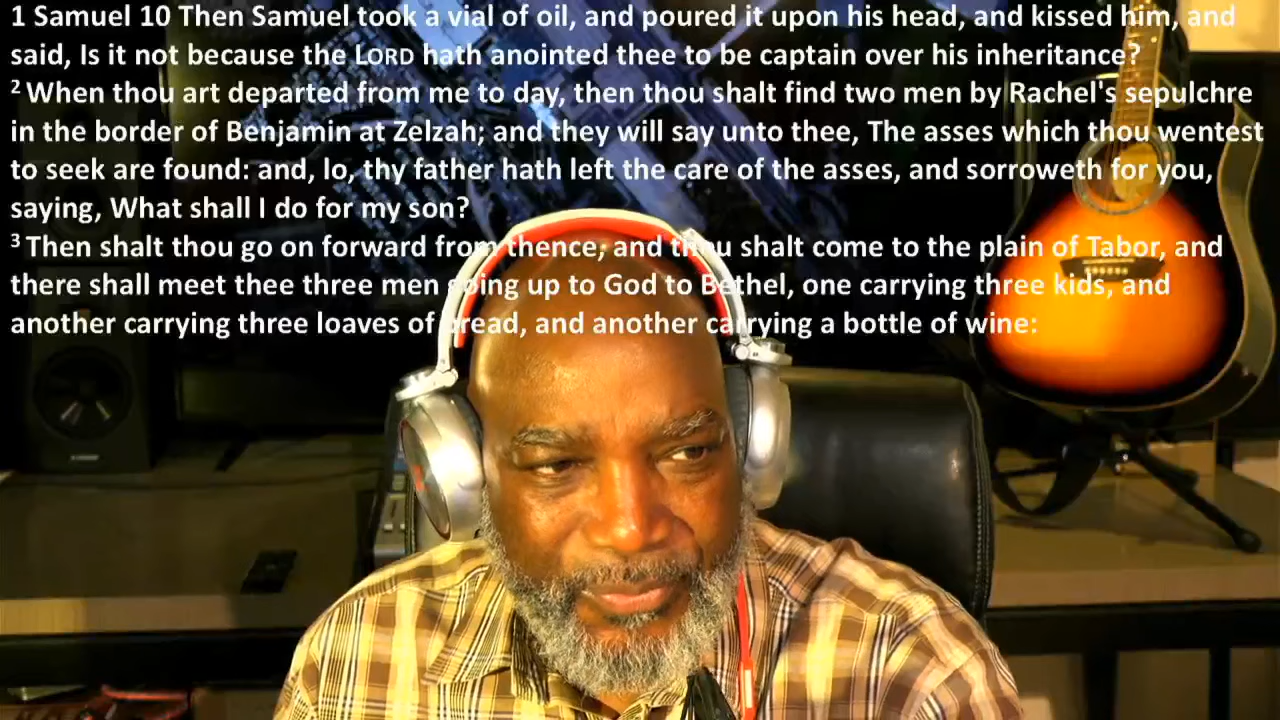 1 Samuel 10 Then Samuel took a vial of oil, and poured it upon his head, and kissed him, and
said, Is it not because the LORD hath anointed thee to be captain over his inheritance?
2 When thou art departed from me to day, then thou shalt find two men by Rachel's sepulchre
in the border of Benjamin at Zelzah; and they will say unto thee, The asses which thou wentest
to seek are found: and, lo, thy father hath left the care of the asses, and sorroweth for you,
saying, What shall I do for my son?
3 Then shalt thou go on forward from thence, and thou shalt come to the plain of Tabor, and
there shall meet thee three men going up to God to Bethel, one carrying three kids, and
another carrying three loaves of bread, and another carrying a bottle of wine: